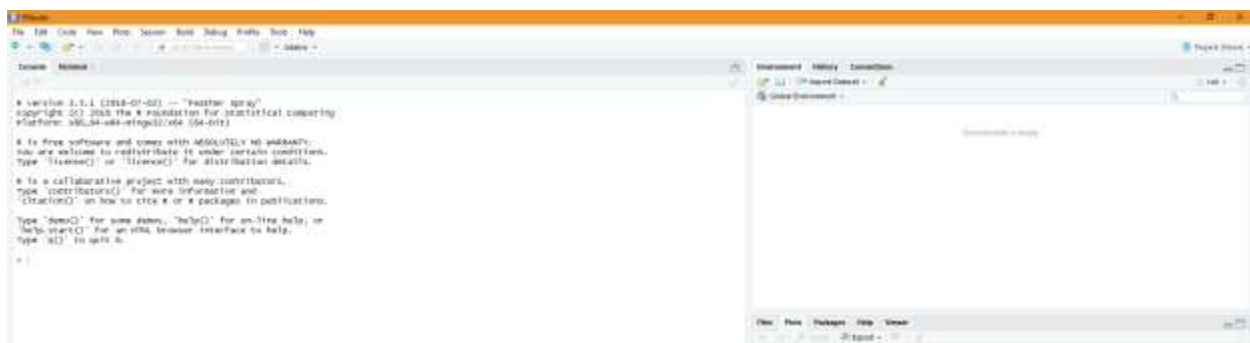 RStudio
File Edit Code View Plots Session Build Debug Profile Tools Help
Addins
Project: (None)
Console Terminal
Environment History Connections
Import Dataset
List
Global Environment
Environment is empty
R version 3.5.1 (2018-07-02) -- "Feather Spray"
Copyright (C) 2018 The R Foundation for Statistical Computing
Platform: x86_64-w64-mingw32/x64 (64-bit)
R is free software and comes with ABSOLUTELY NO WARRANTY.
You are welcome to redistribute it under certain conditions.
Type 'license()' or 'licence()' for distribution details.
R is a collaborative project with many contributors.
Type 'contributors()' for more information and
'citation()' on how to cite R or R packages in publications.
Type 'demo()' for some demos, 'help()' for on-line help, or
'help.start()' for an HTML browser interface to help.
Type 'q()' to quit R.
>
Files Plots Packages Help Viewer
Zoom Export